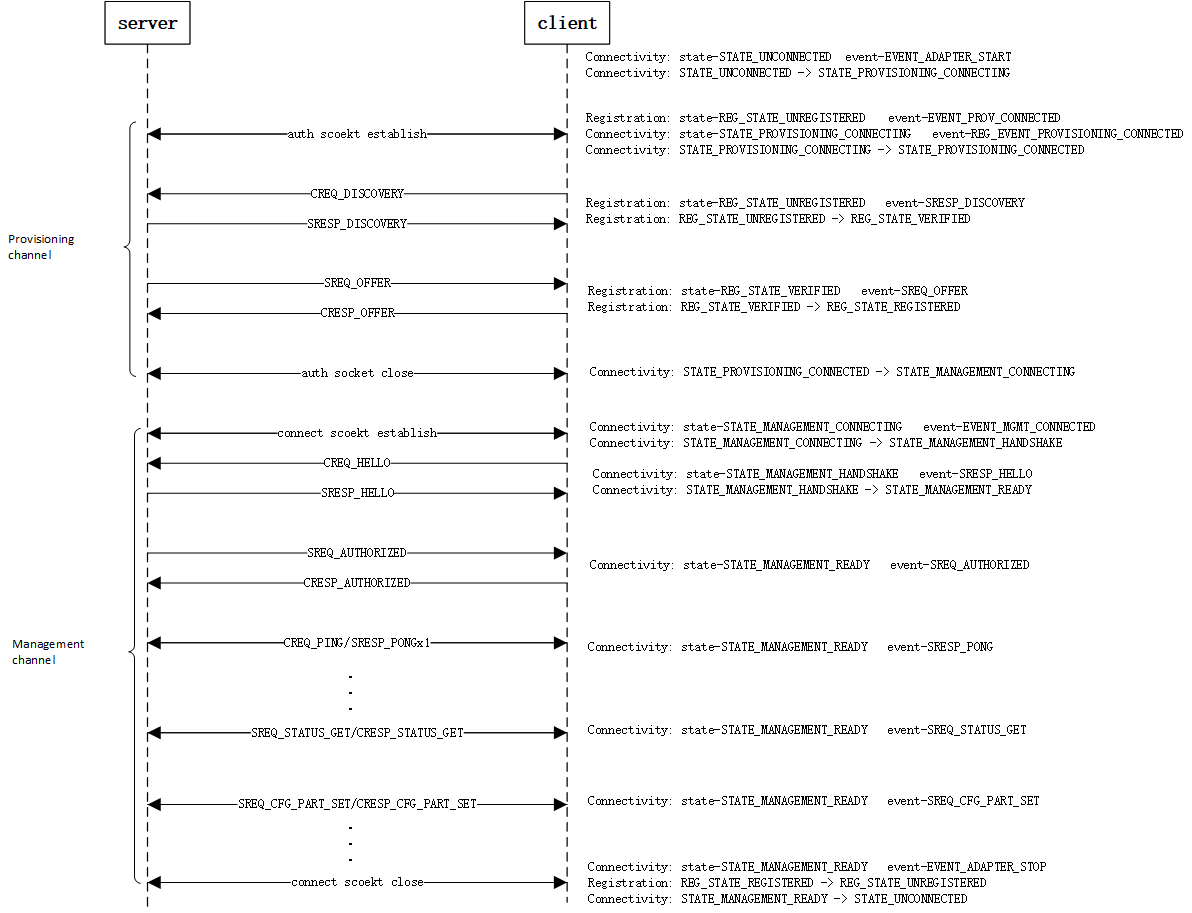 server
client
Connectivity: state-STATE_UNCONNECTED event-EVENT_ADAPTER_START
Connectivity: STATE_UNCONNECTED -> STATE_PROVISIONING_CONNECTING
Registration: state-REG_STATE_UNREGISTERED event-EVENT_PROV_CONNECTED
auth scoekt establish
Connectivity: state-STATE_PROVISIONING_CONNECTING event-REG_EVENT_PROVISIONING_CONNECTED
Connectivity: STATE_PROVISIONING_CONNECTING -> STATE_PROVISIONING_CONNECTED
CREQ_DISCOVERY
Registration: state-REG_STATE_UNREGISTERED event-SRESP_DISCOVERY
Registration: REG_STATE_UNREGISTERED -> REG_STATE_VERIFIED
SRESP_DISCOVERY
Provisioning
channel
SREQ_OFFER
Registration: state-REG_STATE_VERIFIED event-SREQ_OFFER
Registration: REG_STATE_VERIFIED -> REG_STATE_REGISTERED
CRESP_OFFER
auth socket close
Connectivity: STATE_PROVISIONING_CONNECTED -> STATE_MANAGEMENT_CONNECTING
Connectivity: state-STATE_MANAGEMENT_CONNECTING event-EVENT_MGMT_CONNECTED
connect scoekt establish
Connectivity: STATE_MANAGEMENT_CONNECTING -> STATE_MANAGEMENT_HANDSHAKE
CREQ_HELLO
Connectivity: state-STATE_MANAGEMENT_HANDSHAKE event-SRESP_HELLO
Connectivity: STATE_MANAGEMENT_HANDSHAKE -> STATE_MANAGEMENT_READY
SRESP_HELLO
SREQ_AUTHORIZED
Connectivity: state-STATE_MANAGEMENT_READY event-SREQ_AUTHORIZED
CRESP_AUTHORIZED
Management
channel
CREQ_PING/SRESP_PONGx1
Connectivity: state-STATE_MANAGEMENT_READY event-SRESP_PONG
.
.
.
SREQ_STATUS_GET/CRESP_STATUS_GET
Connectivity: state-STATE_MANAGEMENT_READY event-SREQ_STATUS_GET
SREQ_CFG_PART_SET/CRESP_CFG_PART_SET
Connectivity: state-STATE_MANAGEMENT_READY event-SREQ_CFG_PART_SET
.
.
.
Connectivity: state-STATE_MANAGEMENT_READY event-EVENT_ADAPTER_STOP
connect scoekt close
Registration: REG_STATE_REGISTERED -> REG_STATE_UNREGISTERED
Connectivity: STATE_MANAGEMENT_READY -> STATE_UNCONNECTED